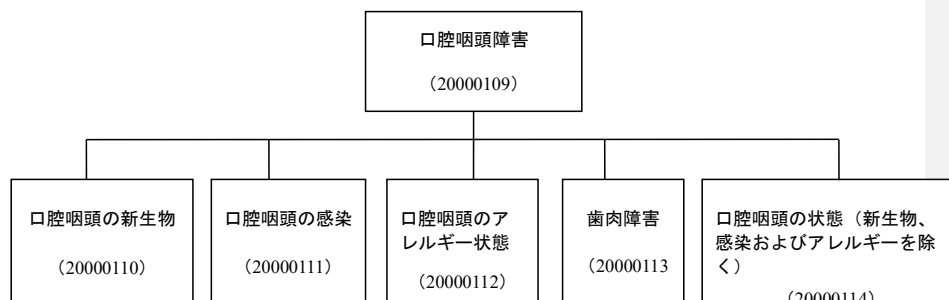 口腔咽頭障害
（20000109）
口腔咽頭の新生物
（20000110）
口腔咽頭の感染
（20000111）
口腔咽頭のア
レルギー状態
（20000112）
歯肉障害
（20000113
口腔咽頭の状態（新生物、
感染およびアレルギーを除
く）
（20000114）